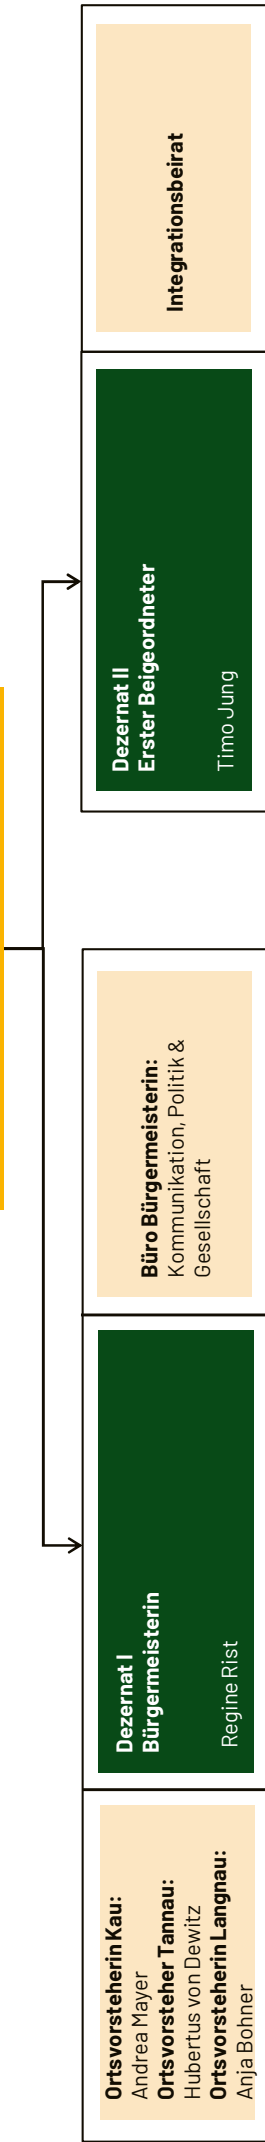 Ortsvorsteherin Kau:
Andrea Mayer
Ortsvorsteher Tannau:
Hubertus von Dewitz
Ortsvorsteherin Langnau:
Anja Bohner
Dezernat I
Bürgermeisterin
Regine Rist
Büro Bürgermeisterin:
Kommunikation, Politik &
Gesellschaft
Dezernat II
Erster Beigeordneter
Timo Jung
Integrationsbeirat